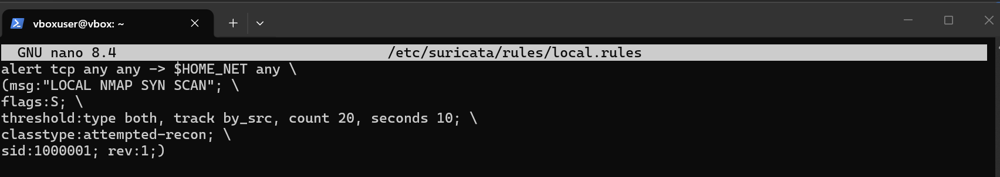 vboxuser@vbox: ~
GNU nano 8.4 /etc/suricata/rules/local.rules
alert tcp any any -> $HOME_NET any \
(msg:"LOCAL NMAP SYN SCAN"; \
flags:S; \
threshold:type both, track by_src, count 20, seconds 10; \
classtype:attempted-recon; \
sid:1000001; rev:1;)